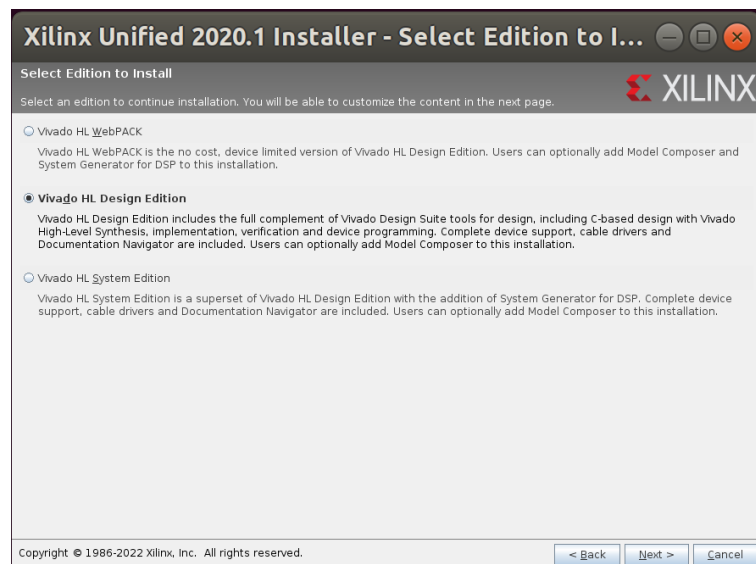 Xilinx Unified 2020.1 Installer - Select Edition to I...
Select Edition to Install
Select an edition to continue installation. You will be able to customize the content in the next page.
XILINX
Vivado HL WebPACK
Vivado HL WebPACK is the no cost, device limited version of Vivado HL Design Edition. Users can optionally add Model Composer and
System Generator for DSP to this installation.
Vivado HL Design Edition
Vivado HL Design Edition includes the full complement of Vivado Design Suite tools for design, including C-based design with Vivado
High-Level Synthesis, implementation, verification and device programming. Complete device support, cable drivers and
Documentation Navigator are included. Users can optionally add Model Composer to this installation.
Vivado HL System Edition
Vivado HL System Edition is a superset of Vivado HL Design Edition with the addition of System Generator for DSP. Complete device
support, cable drivers and Documentation Navigator are included. Users can optionally add Model Composer to this installation.
Copyright © 1986-2022 Xilinx, Inc. All rights reserved.
< Back Next > Cancel